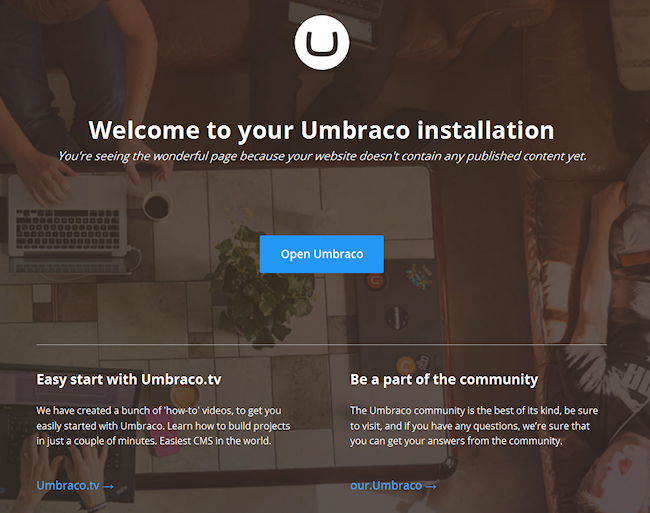 Welcome to your Umbraco installation
You're seeing the wonderful page because your website doesn't contain any published content yet.
Open Umbraco
Easy start with Umbraco.tv
We have created a bunch of 'how-to' videos, to get you
easily started with Umbraco. Learn how to build projects
in just a couple of minutes. Easiest CMS in the world.
Umbraco.tv →
Be a part of the community
The Umbraco community is the best of its kind, be sure
to visit, and if you have any questions, we're sure that
you can get your answers from the community.
our.Umbraco →